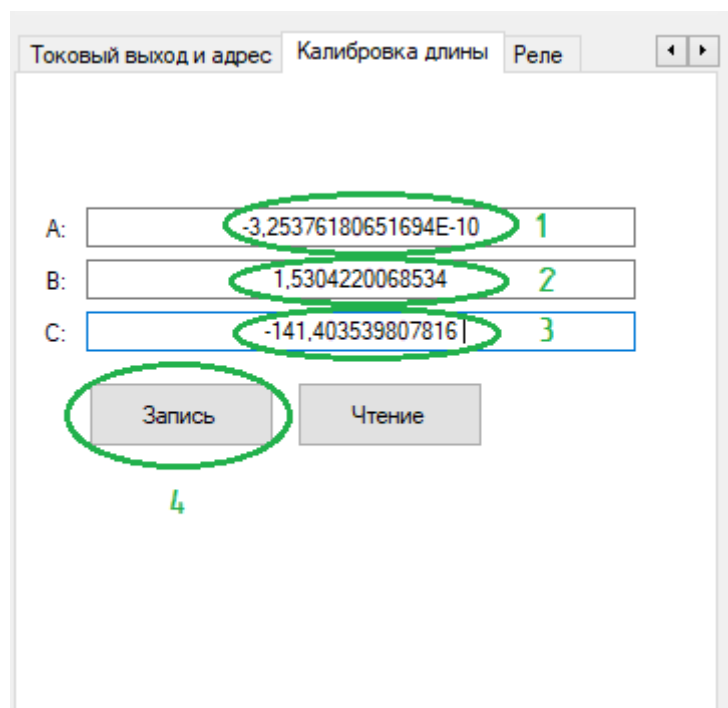 Токовый выход и адрес Калибровка длины Реле
A: -3,25376180651694E-10 1
B: 1,5304220068534 2
C: -141,403539807816 3
Запись Чтение
4